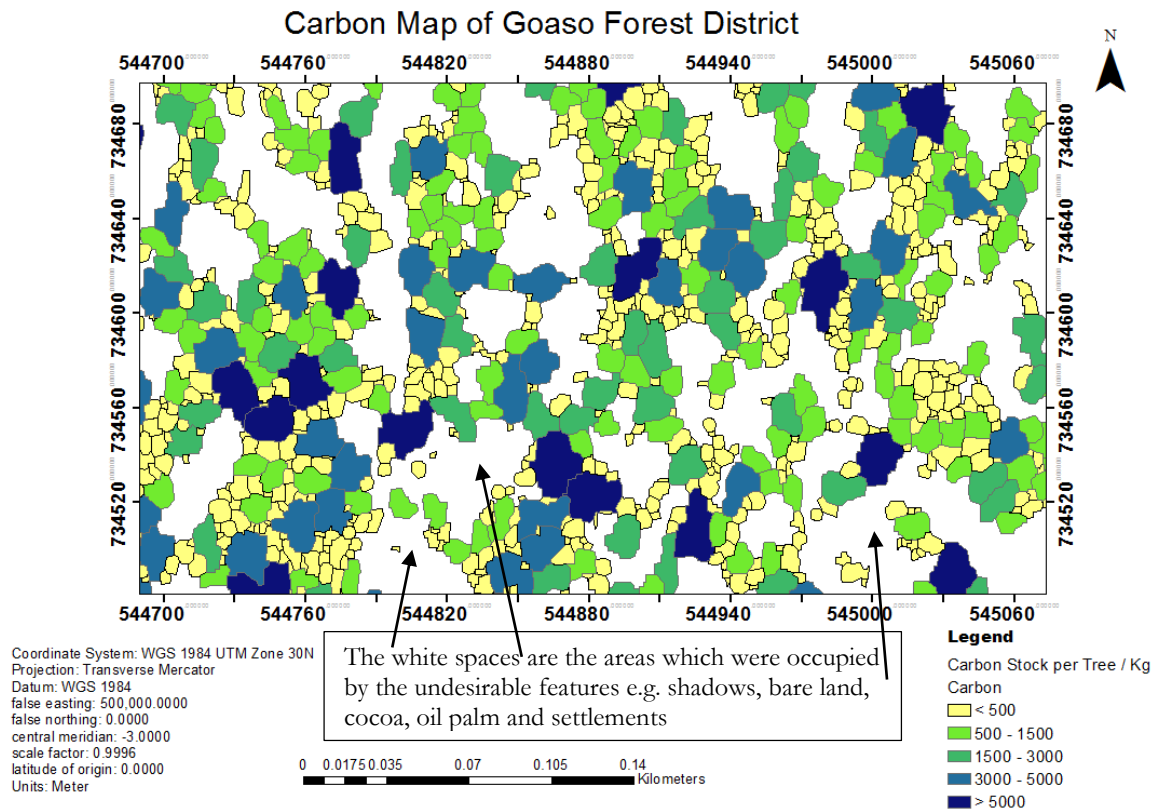 Carbon Map of Goaso Forest District
N
544700 544760 544820 544880 544940 545000 545060
734680 734680
734640 734640
734600 734600
734560 734560
734520 734520
544700 544760 544820 544880 544940 545000 545060
Coordinate System: WGS 1984 UTM Zone 30N
Projection: Transverse Mercator
Datum: WGS 1984
false easting: 500,000.0000
false northing: 0.0000
central meridian: -3.0000
scale factor: 0.9996
latitude of origin: 0.0000
Units: Meter
The white spaces are the areas which were occupied
by the undesirable features e.g. shadows, bare land,
cocoa, oil palm and settlements
0 0.0175 0.035 0.07 0.105 0.14
Kilometers
Legend
Carbon Stock per Tree / Kg
Carbon
< 500
500 - 1500
1500 - 3000
3000 - 5000
> 5000